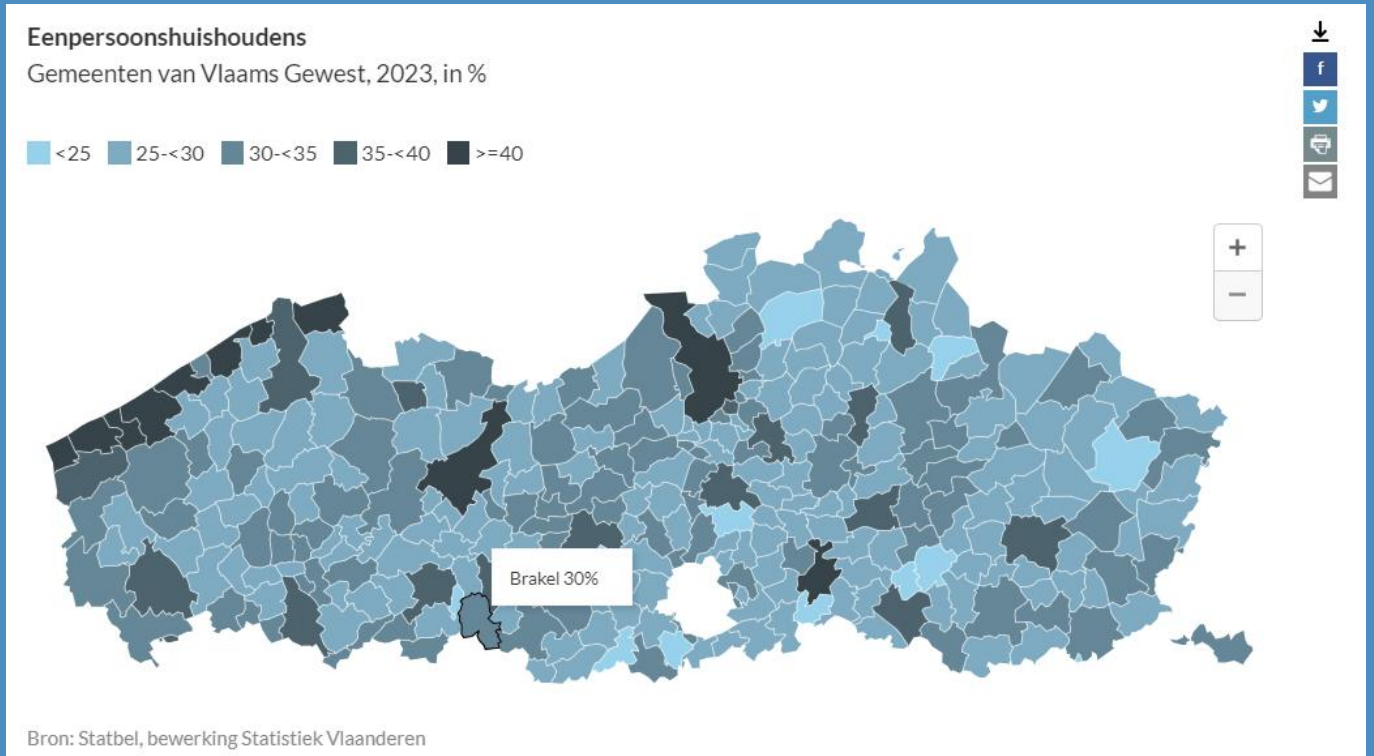 Eenpersoonshuishoudens
Gemeenten van Vlaams Gewest, 2023, in %
<25 25-<30 30-<35 35-<40 >=40
f
+
−
Brakel 30%
Bron: Statbel, bewerking Statistiek Vlaanderen